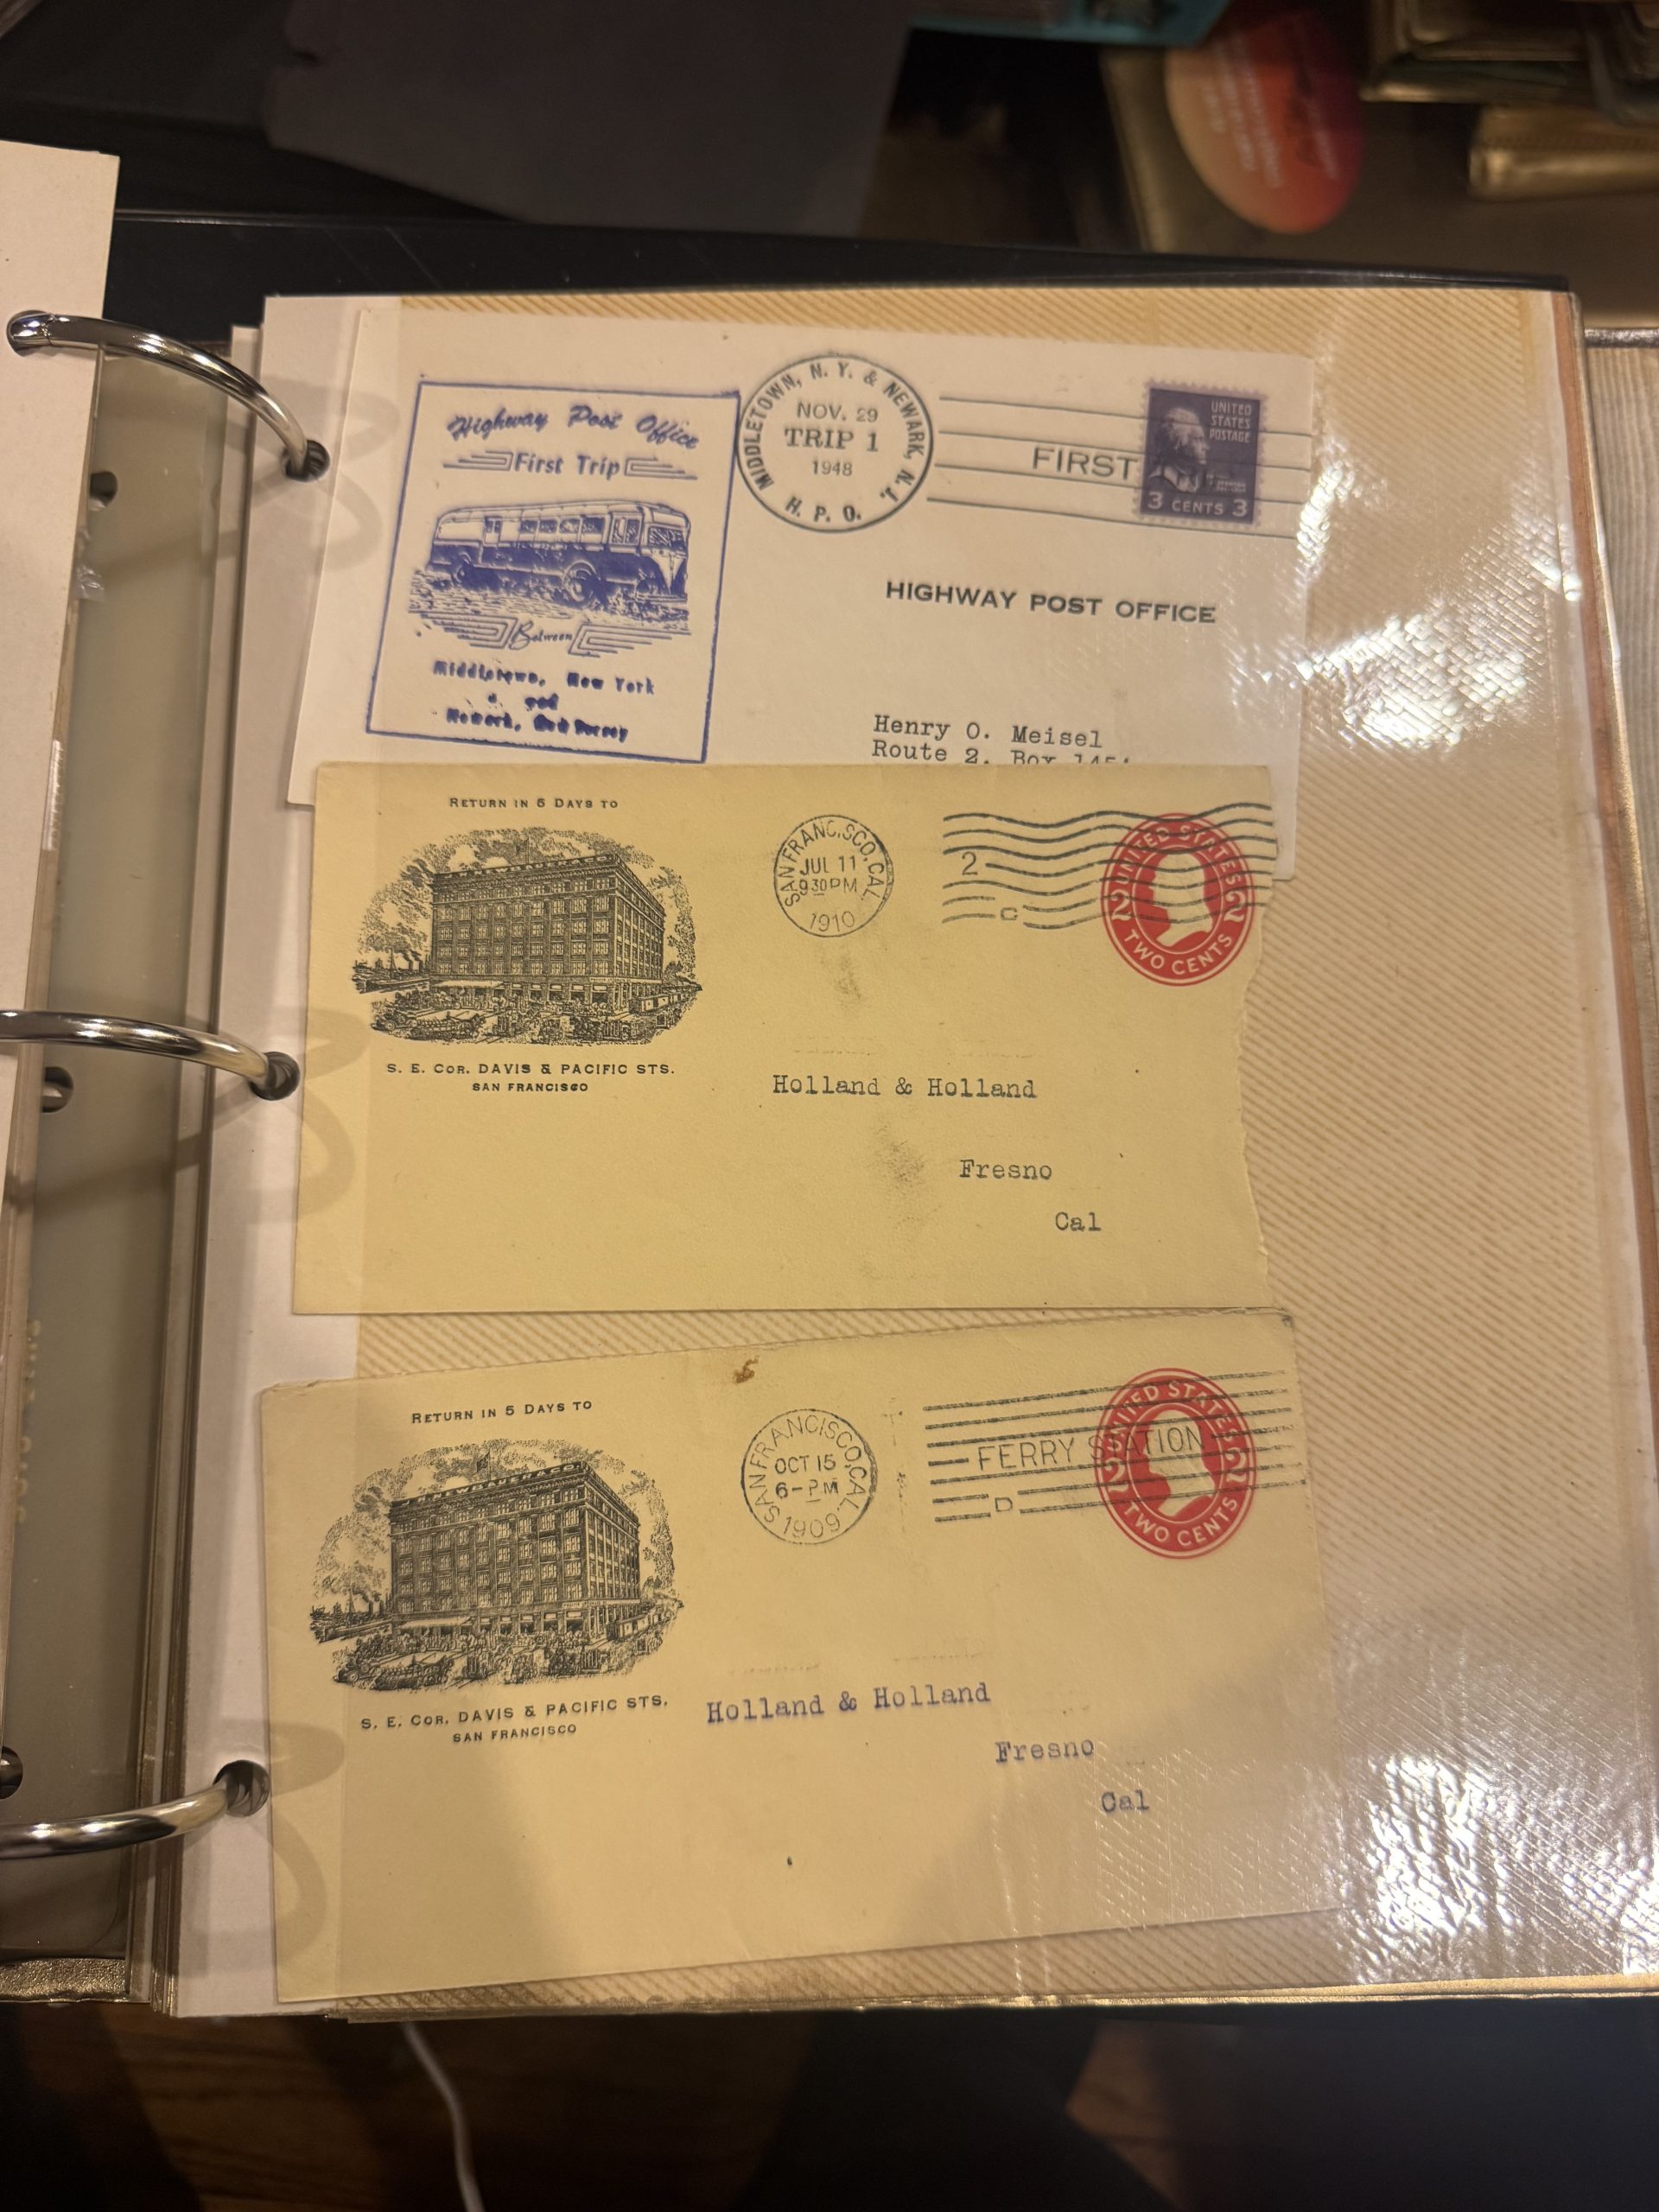 Highway Post Office
First Trip
Between
Middletown, New York
and
Newark, New Jersey
MIDDLETOWN, N. Y. & NEWARK, N. J.
NOV. 29
TRIP 1
1948
H. P. O.
FIRST
UNITED
STATES
POSTAGE
3 CENTS 3
HIGHWAY POST OFFICE
Henry O. Meisel
Route 2, Box
RETURN IN 5 DAYS TO
S. E. COR. DAVIS & PACIFIC STS.
SAN FRANCISCO
SAN FRANCISCO, CAL
JUL 11
9 30 PM
1910
2
C
UNITED STATES
2 2
TWO CENTS
Holland & Holland
Fresno
Cal
RETURN IN 5 DAYS TO
S. E. COR. DAVIS & PACIFIC STS.
SAN FRANCISCO
SAN FRANCISCO, CAL.
OCT 15
6-PM
1909
FERRY STATION
D
UNITED STATES
2 2
TWO CENTS
Holland & Holland
Fresno
Cal